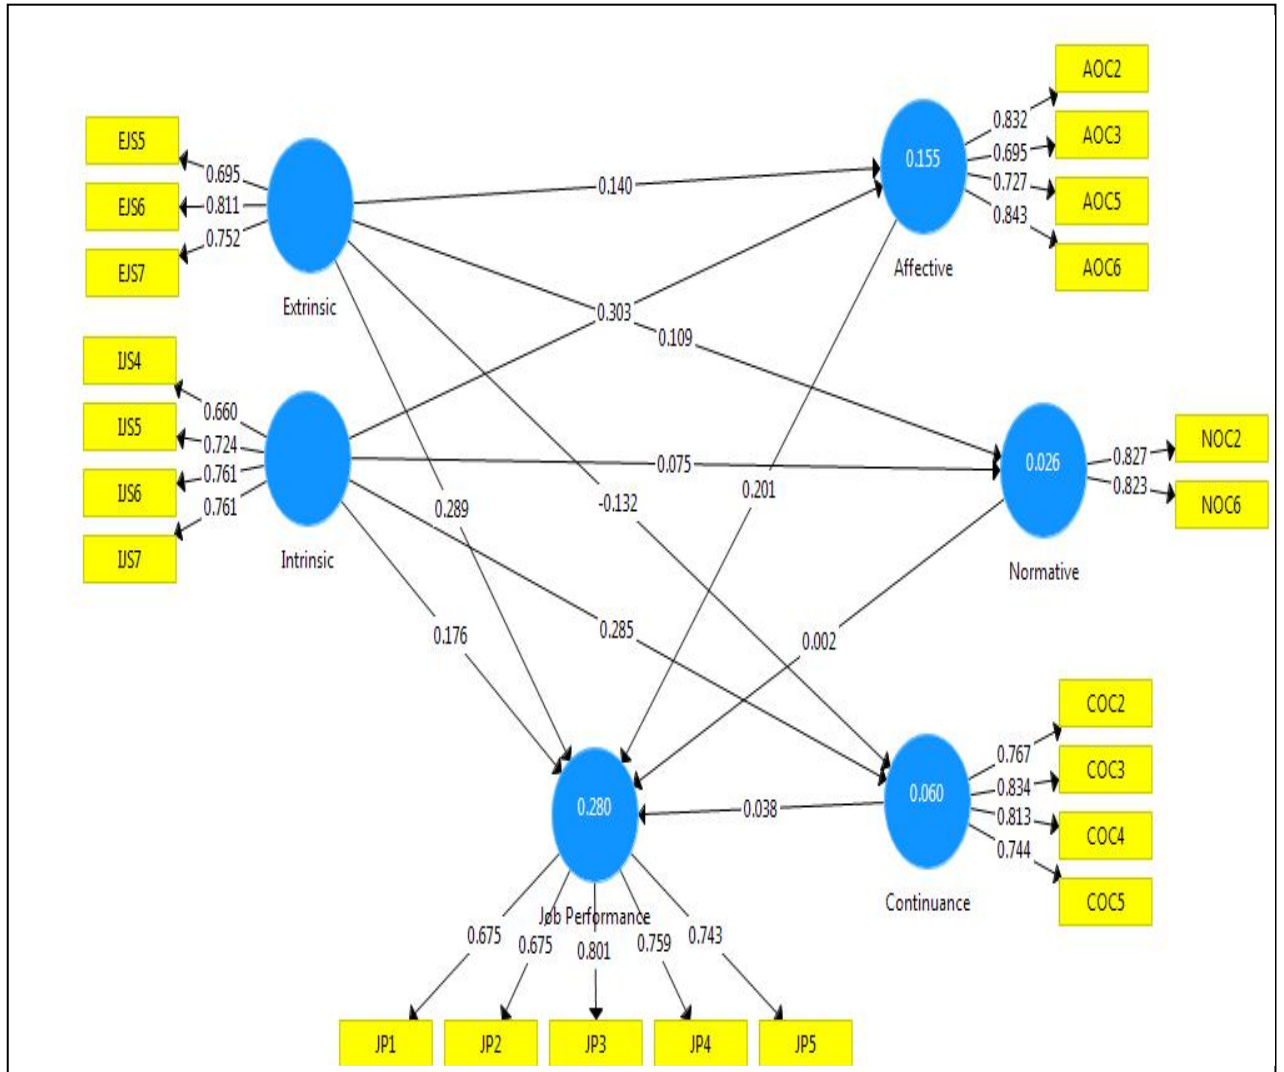 AOC2
0.832
AOC3
0.695
0.155
0.727
AOC5
0.843
AOC6
Affective
EJS5
0.695
EJS6
0.811
0.752
EJS7
Extrinsic
0.140
0.303
0.109
IJS4
0.660
IJS5
0.724
0.761
IJS6
0.761
IJS7
Intrinsic
0.075
0.289
-0.132
0.201
0.026
Normative
0.827
NOC2
0.823
NOC6
0.176
0.285
0.002
COC2
0.767
COC3
0.834
0.060
0.813
COC4
0.744
COC5
Continuance
0.038
0.280
Job Performance
0.675
0.675
0.801
0.759
0.743
JP1
JP2
JP3
JP4
JP5